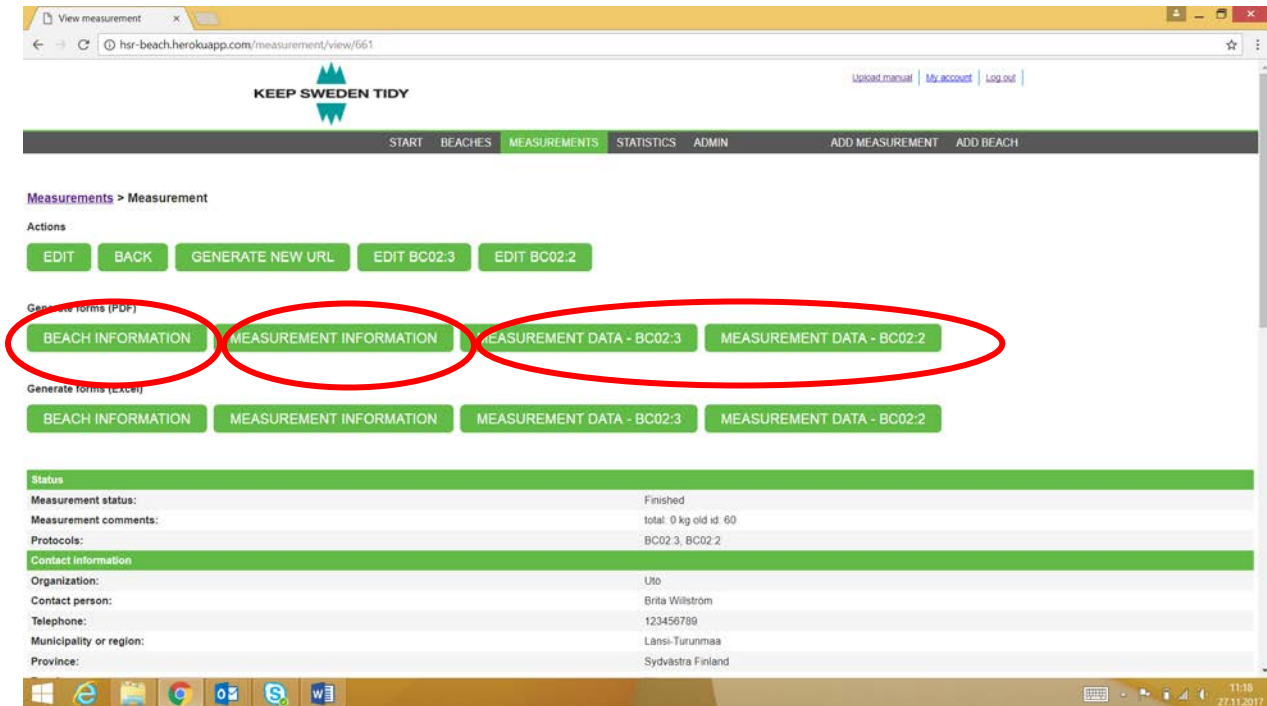 View measurement
hsr-beach.herokuapp.com/measurement/view/661
KEEP SWEDEN TIDY
Upload manual My account Log out
START BEACHES MEASUREMENTS STATISTICS ADMIN ADD MEASUREMENT ADD BEACH
Measurements > Measurement
Actions
EDIT BACK GENERATE NEW URL EDIT BC02:3 EDIT BC02:2
Generate forms (PDF)
BEACH INFORMATION MEASUREMENT INFORMATION MEASUREMENT DATA - BC02:3 MEASUREMENT DATA - BC02:2
Generate forms (Excel)
BEACH INFORMATION MEASUREMENT INFORMATION MEASUREMENT DATA - BC02:3 MEASUREMENT DATA - BC02:2
Status
Measurement status: Finished
Measurement comments: total: 0 kg old id: 60
Protocols: BC02:3, BC02:2
Contact information
Organization: Utö
Contact person: Brita Willström
Telephone: 123456789
Municipality or region: Länsi-Turunmaa
Province: Sydvästra Finland
11:18
27.11.2017